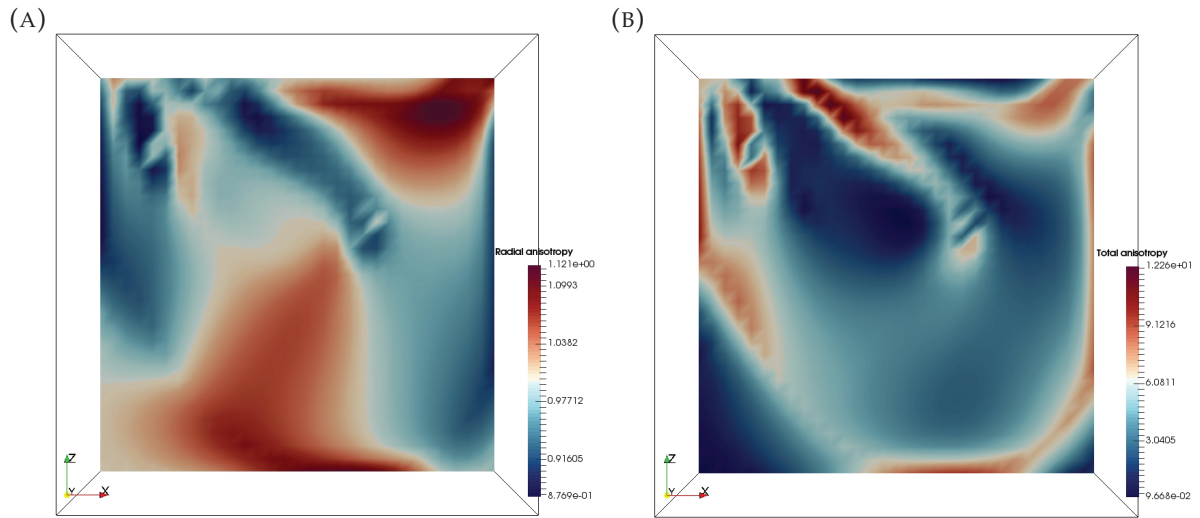 (A)
(B)
Radial anisotropy
1.121e+00
1.0993
1.0382
0.97712
0.91605
8.769e-01
Z
Y
X
Total anisotropy
1.226e+01
9.1216
6.0811
3.0405
9.668e-02
Z
Y
X